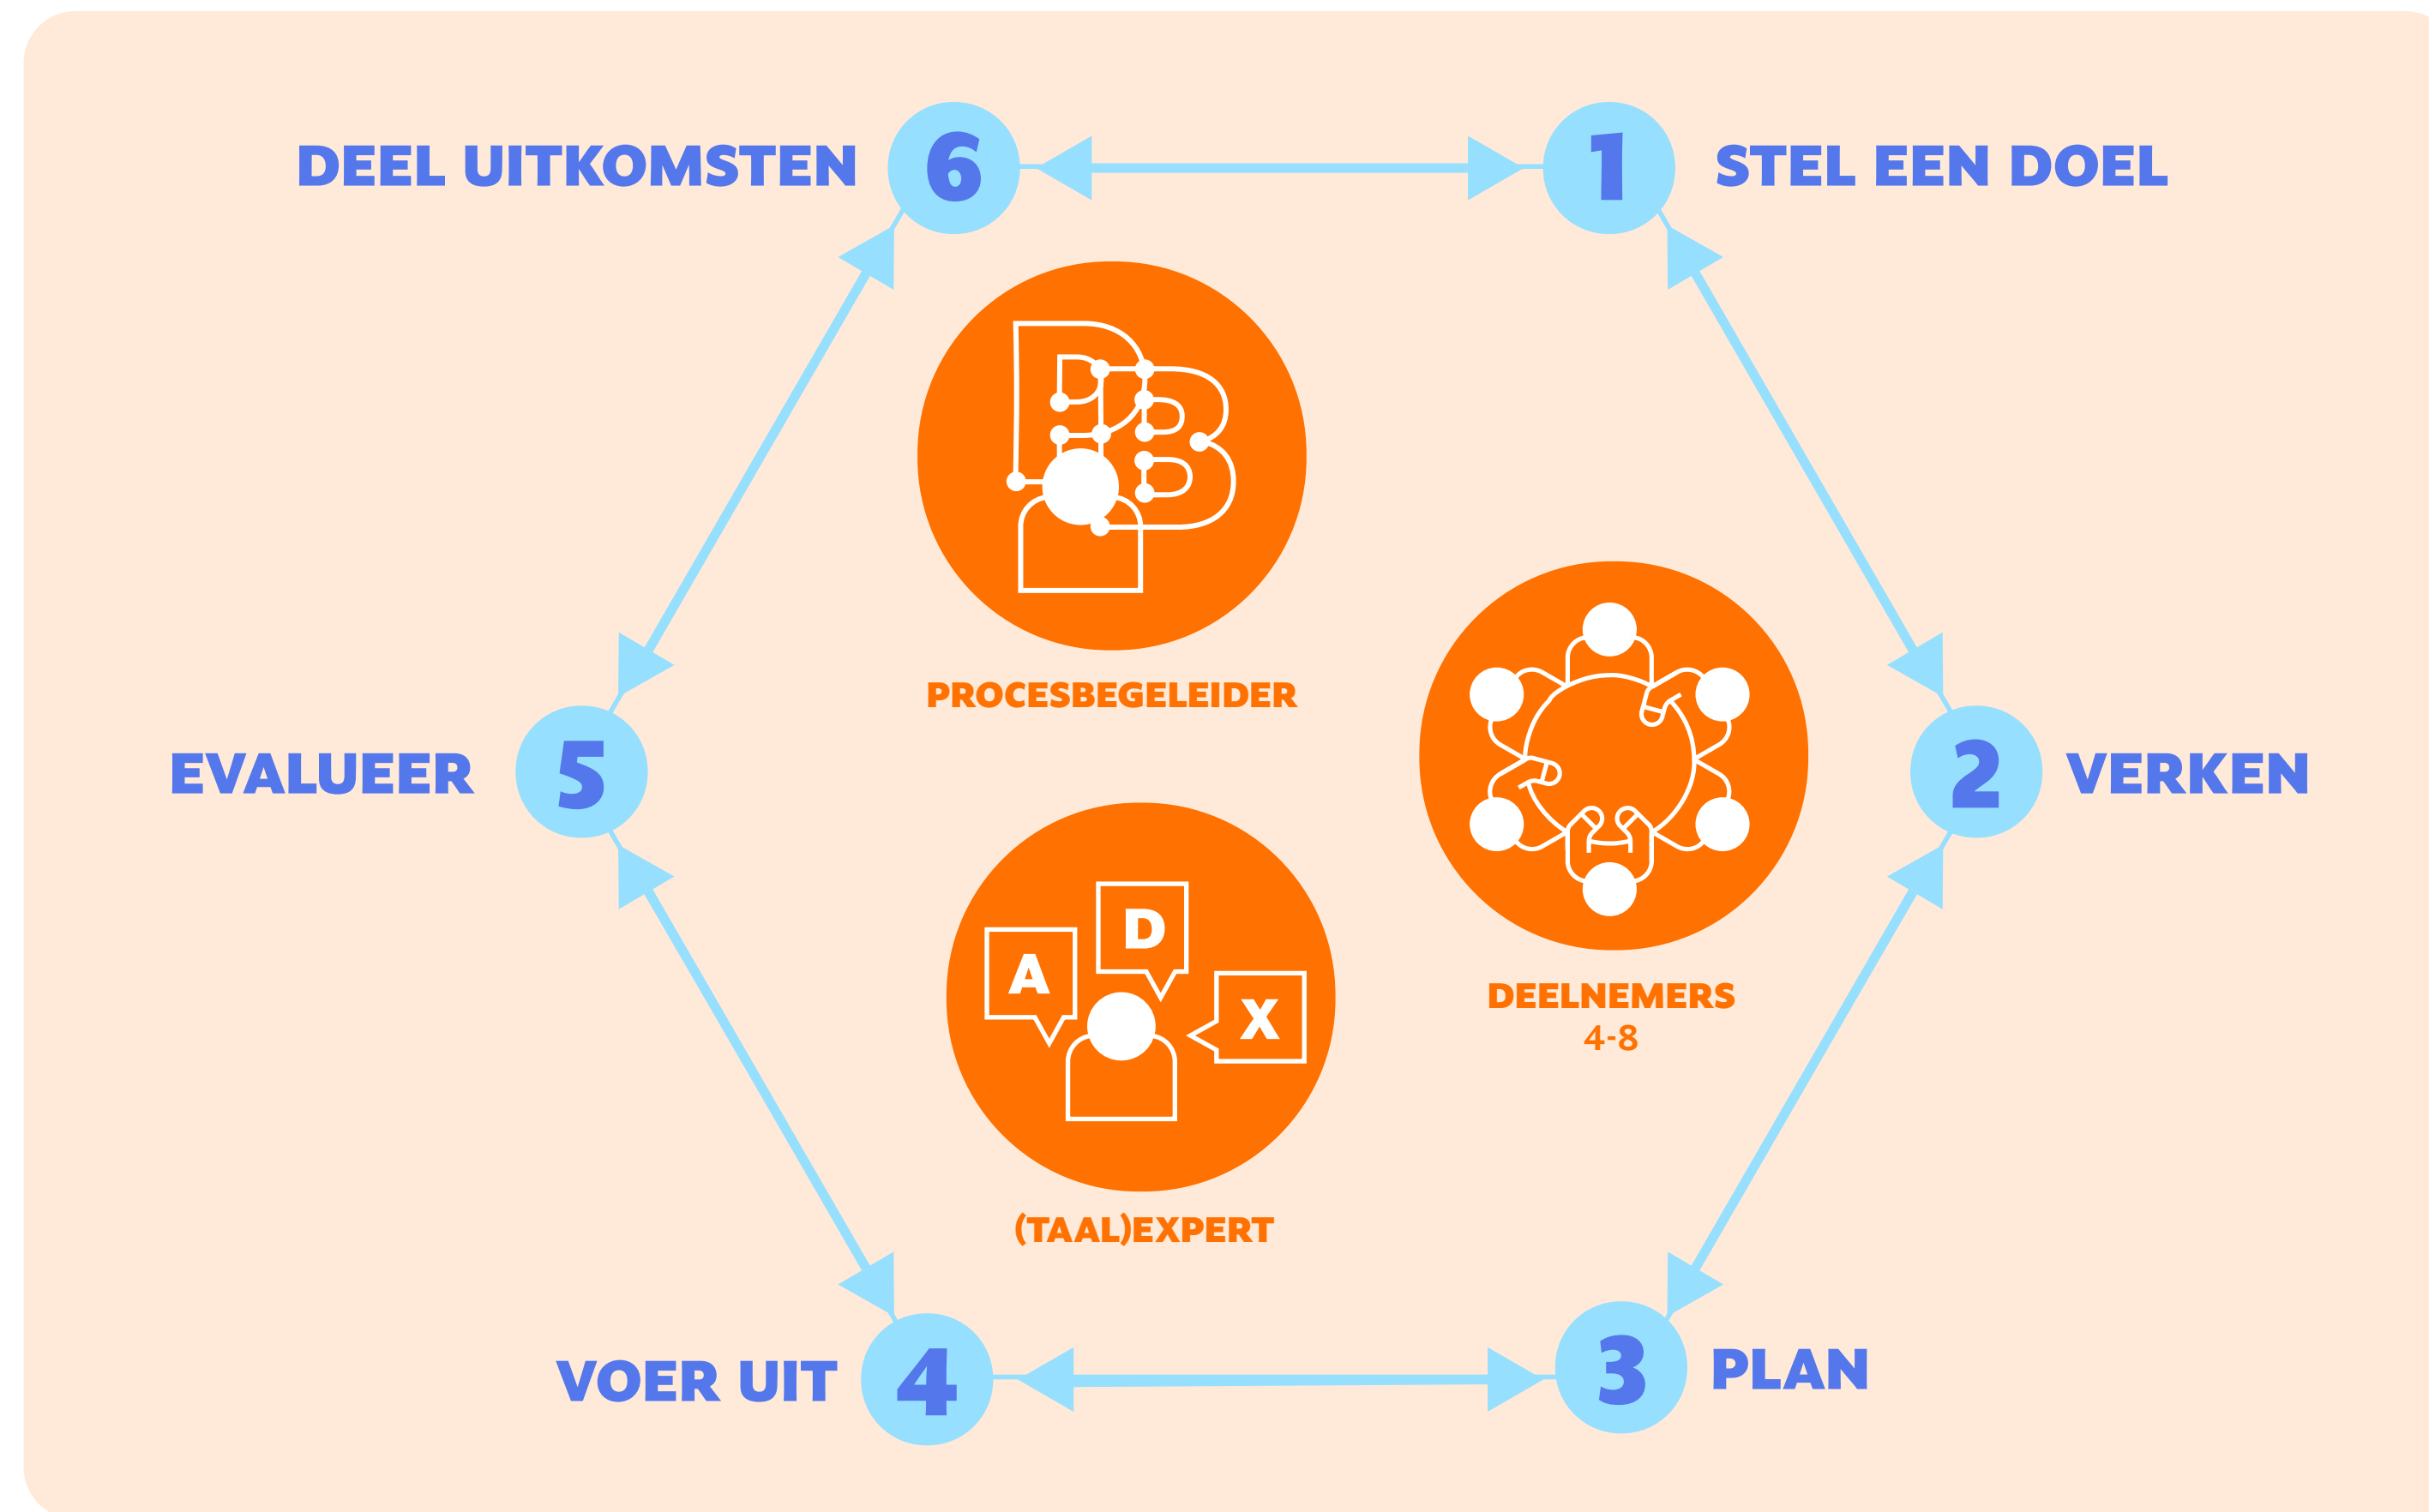 DEEL UITKOMSTEN
6
1
STEL EEN DOEL
PB
PROCESBEGELEIDER
EVALUEER
5
2
VERKEN
A
D
X
DEELNEMERS
4-8
(TAAL)EXPERT
VOER UIT
4
3
PLAN